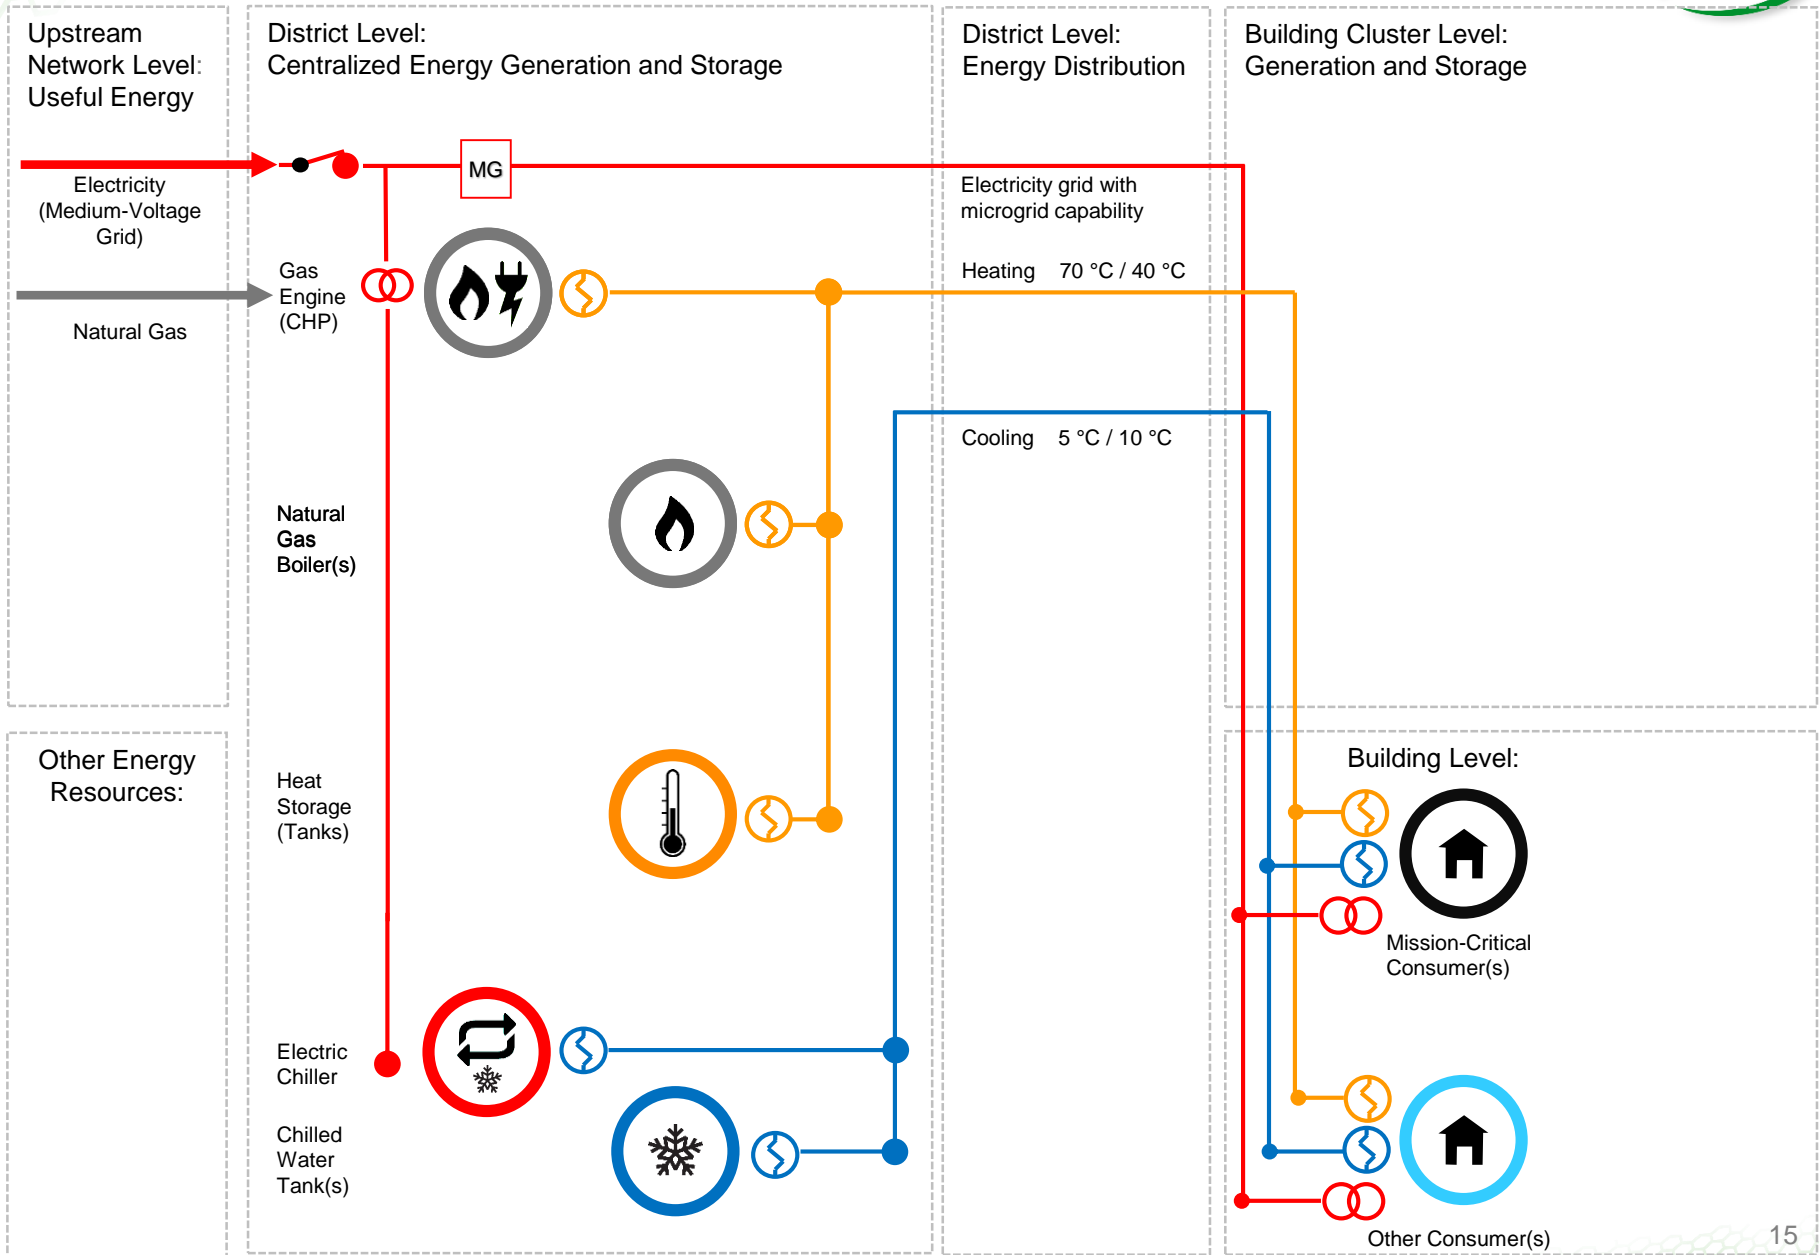 Upstream
Network Level:
Useful Energy
District Level:
Centralized Energy Generation and Storage
District Level:
Energy Distribution
Building Cluster Level:
Generation and Storage
Electricity
(Medium-Voltage
Grid)
MG
Electricity grid with
microgrid capability
Gas
Engine
(CHP)
Heating 70 °C / 40 °C
Natural Gas
Cooling 5 °C / 10 °C
Natural
Gas
Boiler(s)
Other Energy
Resources:
Heat
Storage
(Tanks)
Building Level:
Mission-Critical
Consumer(s)
Electric
Chiller
Chilled
Water
Tank(s)
Other Consumer(s)
15